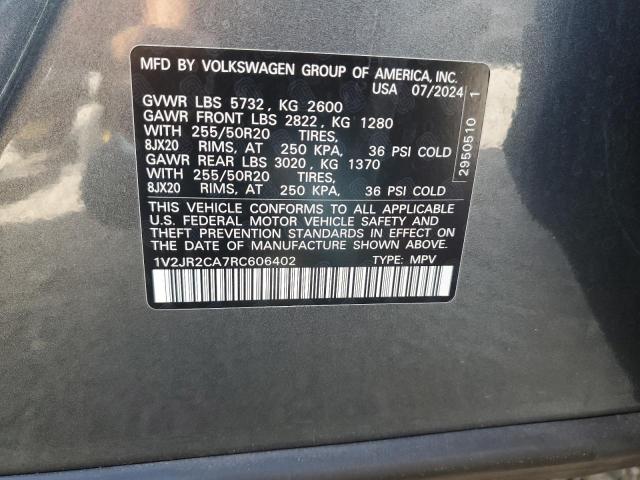 MFD BY VOLKSWAGEN GROUP OF AMERICA, INC.
USA 07/2024
GVWR LBS 5732, KG 2600
GAWR FRONT LBS 2822, KG 1280
WITH 255/50R20 TIRES,
8JX20 RIMS, AT 250 KPA, 36 PSI COLD
GAWR REAR LBS 3020, KG 1370
WITH 255/50R20 TIRES,
8JX20 RIMS, AT 250 KPA, 36 PSI COLD
THIS VEHICLE CONFORMS TO ALL APPLICABLE
U.S. FEDERAL MOTOR VEHICLE SAFETY AND
THEFT PREVENTION STANDARDS IN EFFECT ON
THE DATE OF MANUFACTURE SHOWN ABOVE.
1V2JR2CA7RC606402 TYPE: MPV
2950510 1